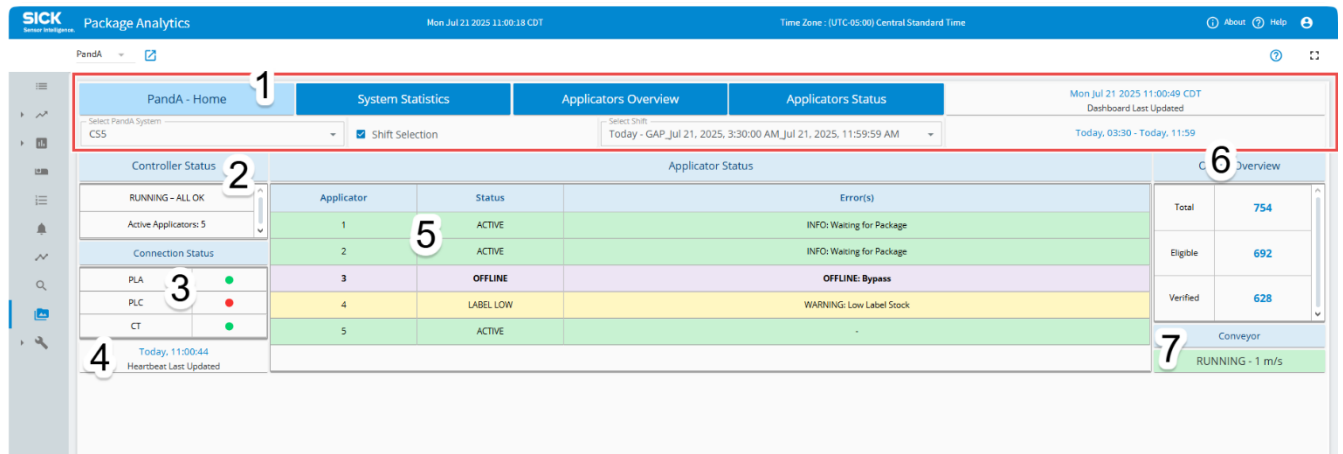 SICK
Sensor Intelligence.
Package Analytics
Mon Jul 21 2025 11:00:18 CDT
Time Zone : (UTC-05:00) Central Standard Time
About
Help
PandA
1
PandA - Home
System Statistics
Applicators Overview
Applicators Status
Mon Jul 21 2025 11:00:49 CDT
Dashboard Last Updated
Select PandA System
CS5
Shift Selection
Select Shift
Today - GAP_Jul 21, 2025, 3:30:00 AM_Jul 21, 2025, 11:59:59 AM
Today, 03:30 - Today, 11:59
Controller Status
2
RUNNING – ALL OK
Active Applicators: 5
Connection Status
3
PLA
PLC
CT
4
Today, 11:00:44
Heartbeat Last Updated
Applicator Status
5
Applicator Status Error(s)
1 ACTIVE INFO: Waiting for Package
2 ACTIVE INFO: Waiting for Package
3 OFFLINE OFFLINE: Bypass
4 LABEL LOW WARNING: Low Label Stock
5 ACTIVE -
6
Overview
Total 754
Eligible 692
Verified 628
7
Conveyor
RUNNING - 1 m/s